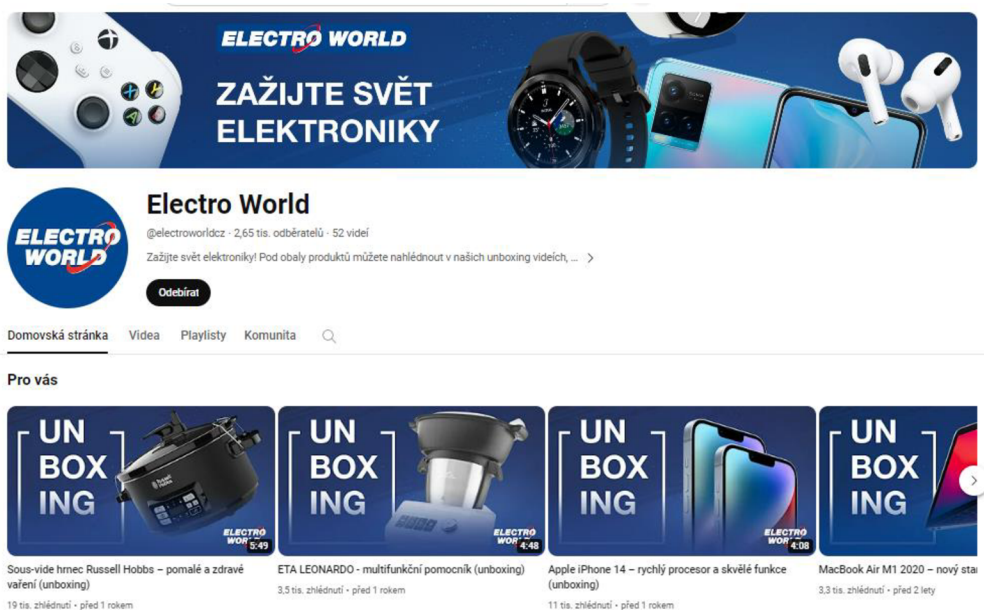 ELECTRO WORLD
ZAŽIJTE SVĚT
ELEKTRONIKY
ELECTRO
WORLD
Electro World
@electroworldcz · 2,65 tis. odběratelů · 52 videí
Zažijte svět elektroniky! Pod obaly produktů můžete nahlédnout v našich unboxing videích, ...
Odebírat
Domovská stránka Videa Playlisty Komunita
Pro vás
UN
BOX
ING
Russell
Hobbs
ELECTRO
WORLD
5:49
UN
BOX
ING
ELECTRO
WORLD
4:48
UN
BOX
ING
ELECTRO
WORLD
4:08
UN
BOX
ING
Sous-vide hrnec Russell Hobbs – pomalé a zdravé
vaření (unboxing)
19 tis. zhlédnutí • před 1 rokem
ETA LEONARDO - multifunkční pomocník (unboxing)
3,5 tis. zhlédnutí • před 1 rokem
Apple iPhone 14 – rychlý procesor a skvělé funkce
(unboxing)
11 tis. zhlédnutí • před 1 rokem
MacBook Air M1 2020 – nový sta
3,3 tis. zhlédnutí • před 2 lety